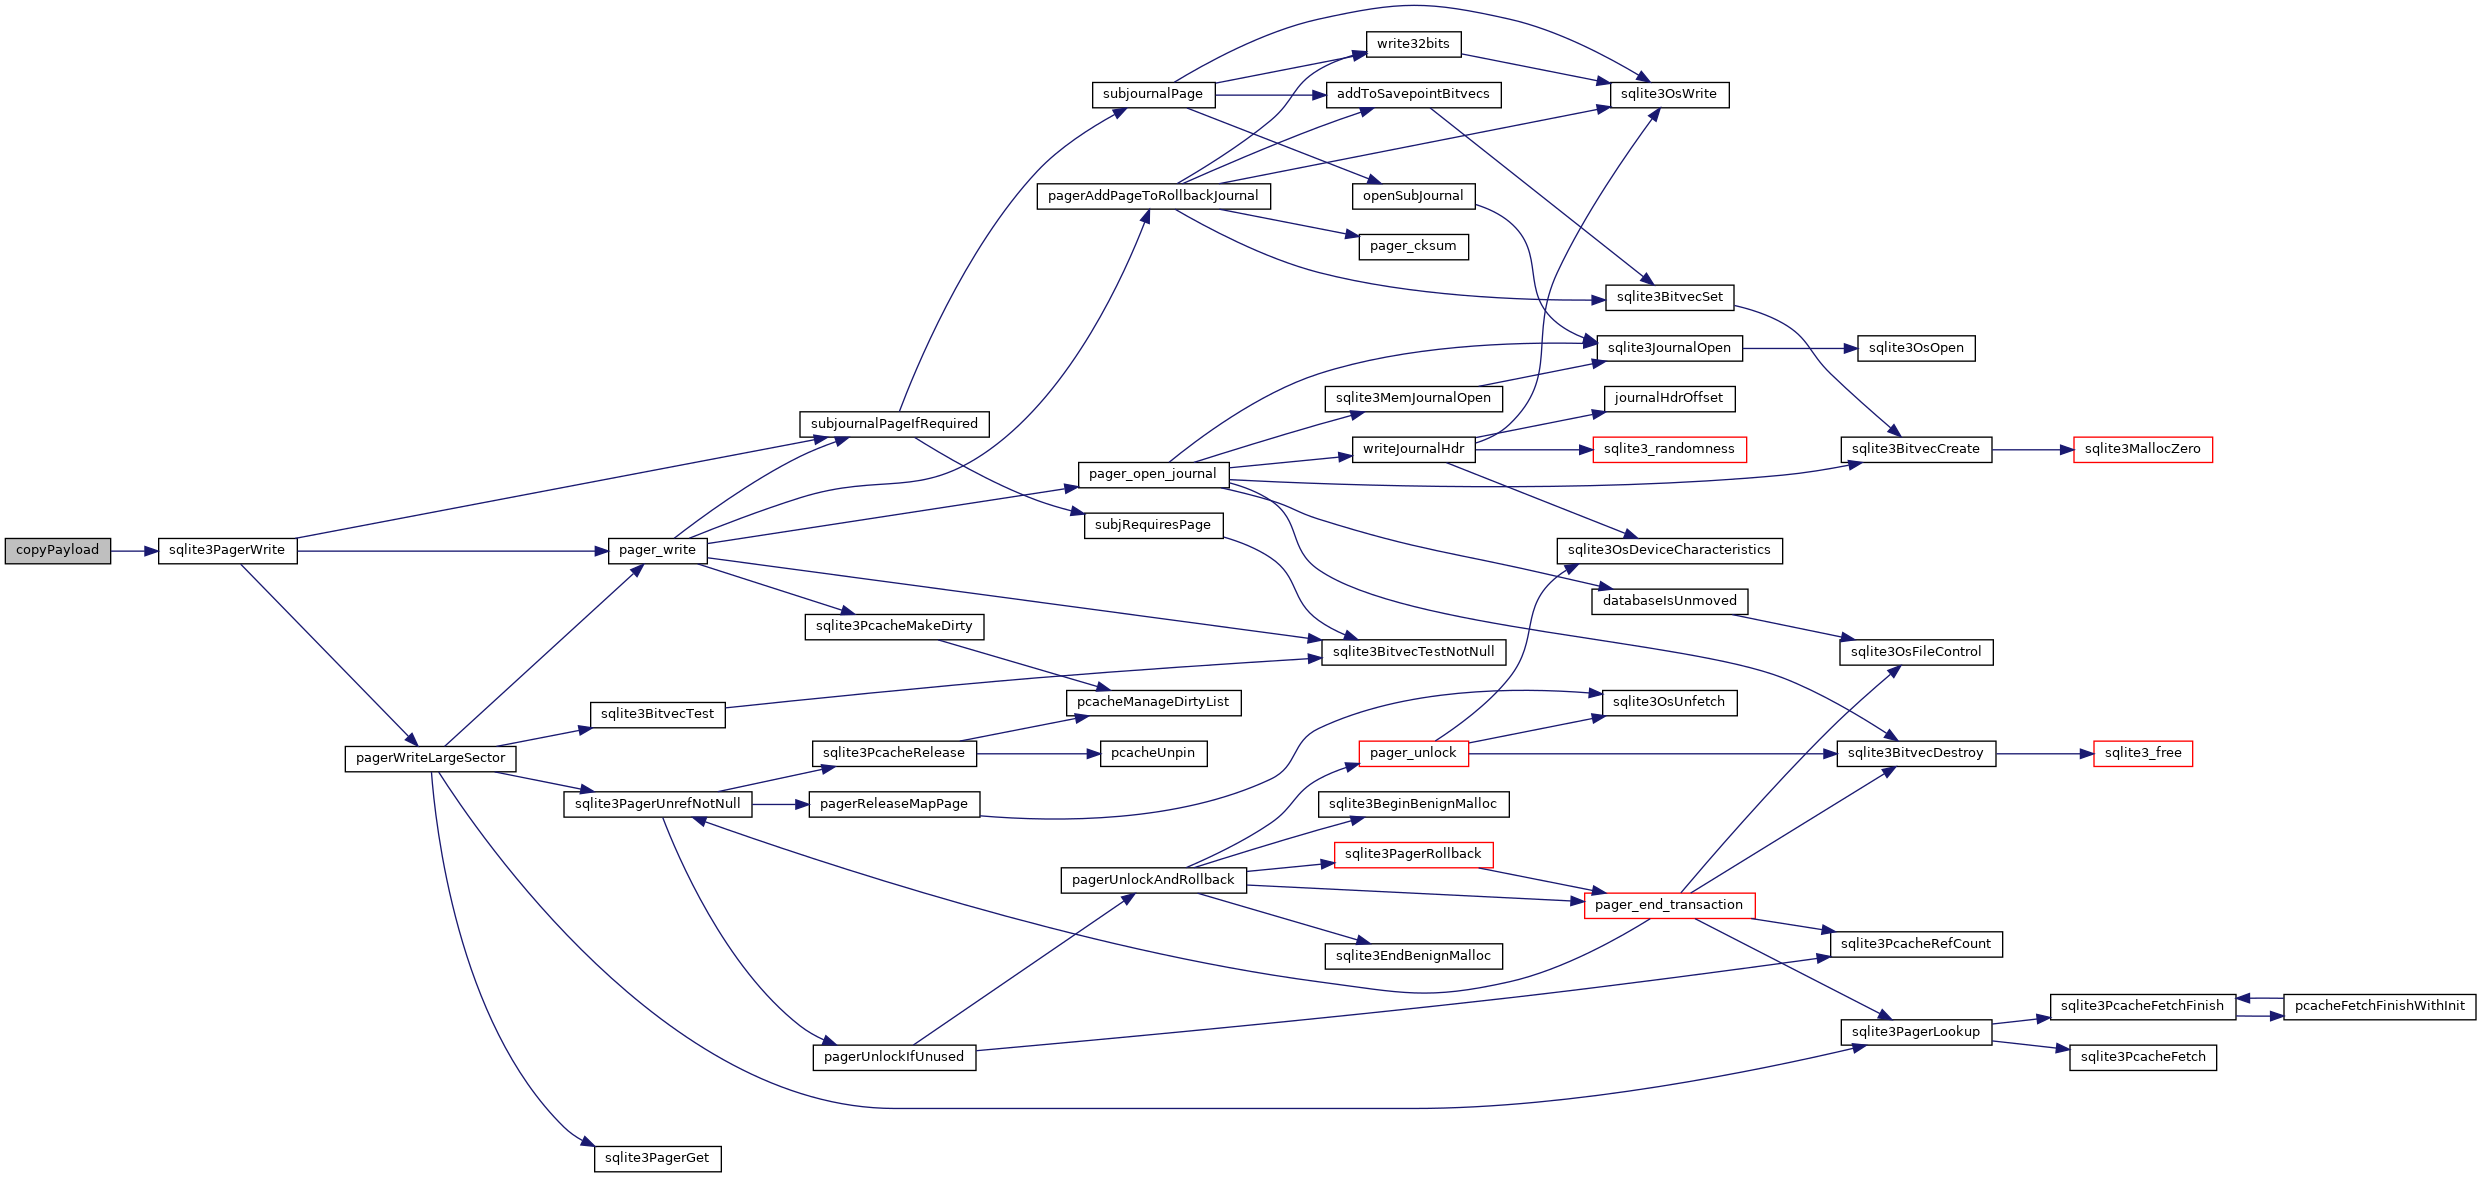 copyPayload
sqlite3PagerWrite
pagerWriteLargeSector
pager_write
sqlite3BitvecTest
sqlite3PagerUnrefNotNull
sqlite3PagerGet
subjournalPageIfRequired
sqlite3PcacheMakeDirty
sqlite3PcacheRelease
pagerReleaseMapPage
pagerUnlockIfUnused
subjournalPage
pagerAddPageToRollbackJournal
pager_open_journal
subjRequiresPage
pcacheManageDirtyList
pcacheUnpin
pagerUnlockAndRollback
write32bits
addToSavepointBitvecs
openSubJournal
pager_cksum
sqlite3MemJournalOpen
writeJournalHdr
sqlite3BitvecTestNotNull
pager_unlock
sqlite3BeginBenignMalloc
sqlite3PagerRollback
sqlite3EndBenignMalloc
sqlite3OsWrite
sqlite3BitvecSet
sqlite3JournalOpen
journalHdrOffset
sqlite3_randomness
sqlite3OsDeviceCharacteristics
databaseIsUnmoved
sqlite3OsUnfetch
pager_end_transaction
sqlite3OsOpen
sqlite3BitvecCreate
sqlite3OsFileControl
sqlite3BitvecDestroy
sqlite3PcacheRefCount
sqlite3PagerLookup
sqlite3MallocZero
sqlite3_free
sqlite3PcacheFetchFinish
sqlite3PcacheFetch
pcacheFetchFinishWithInit